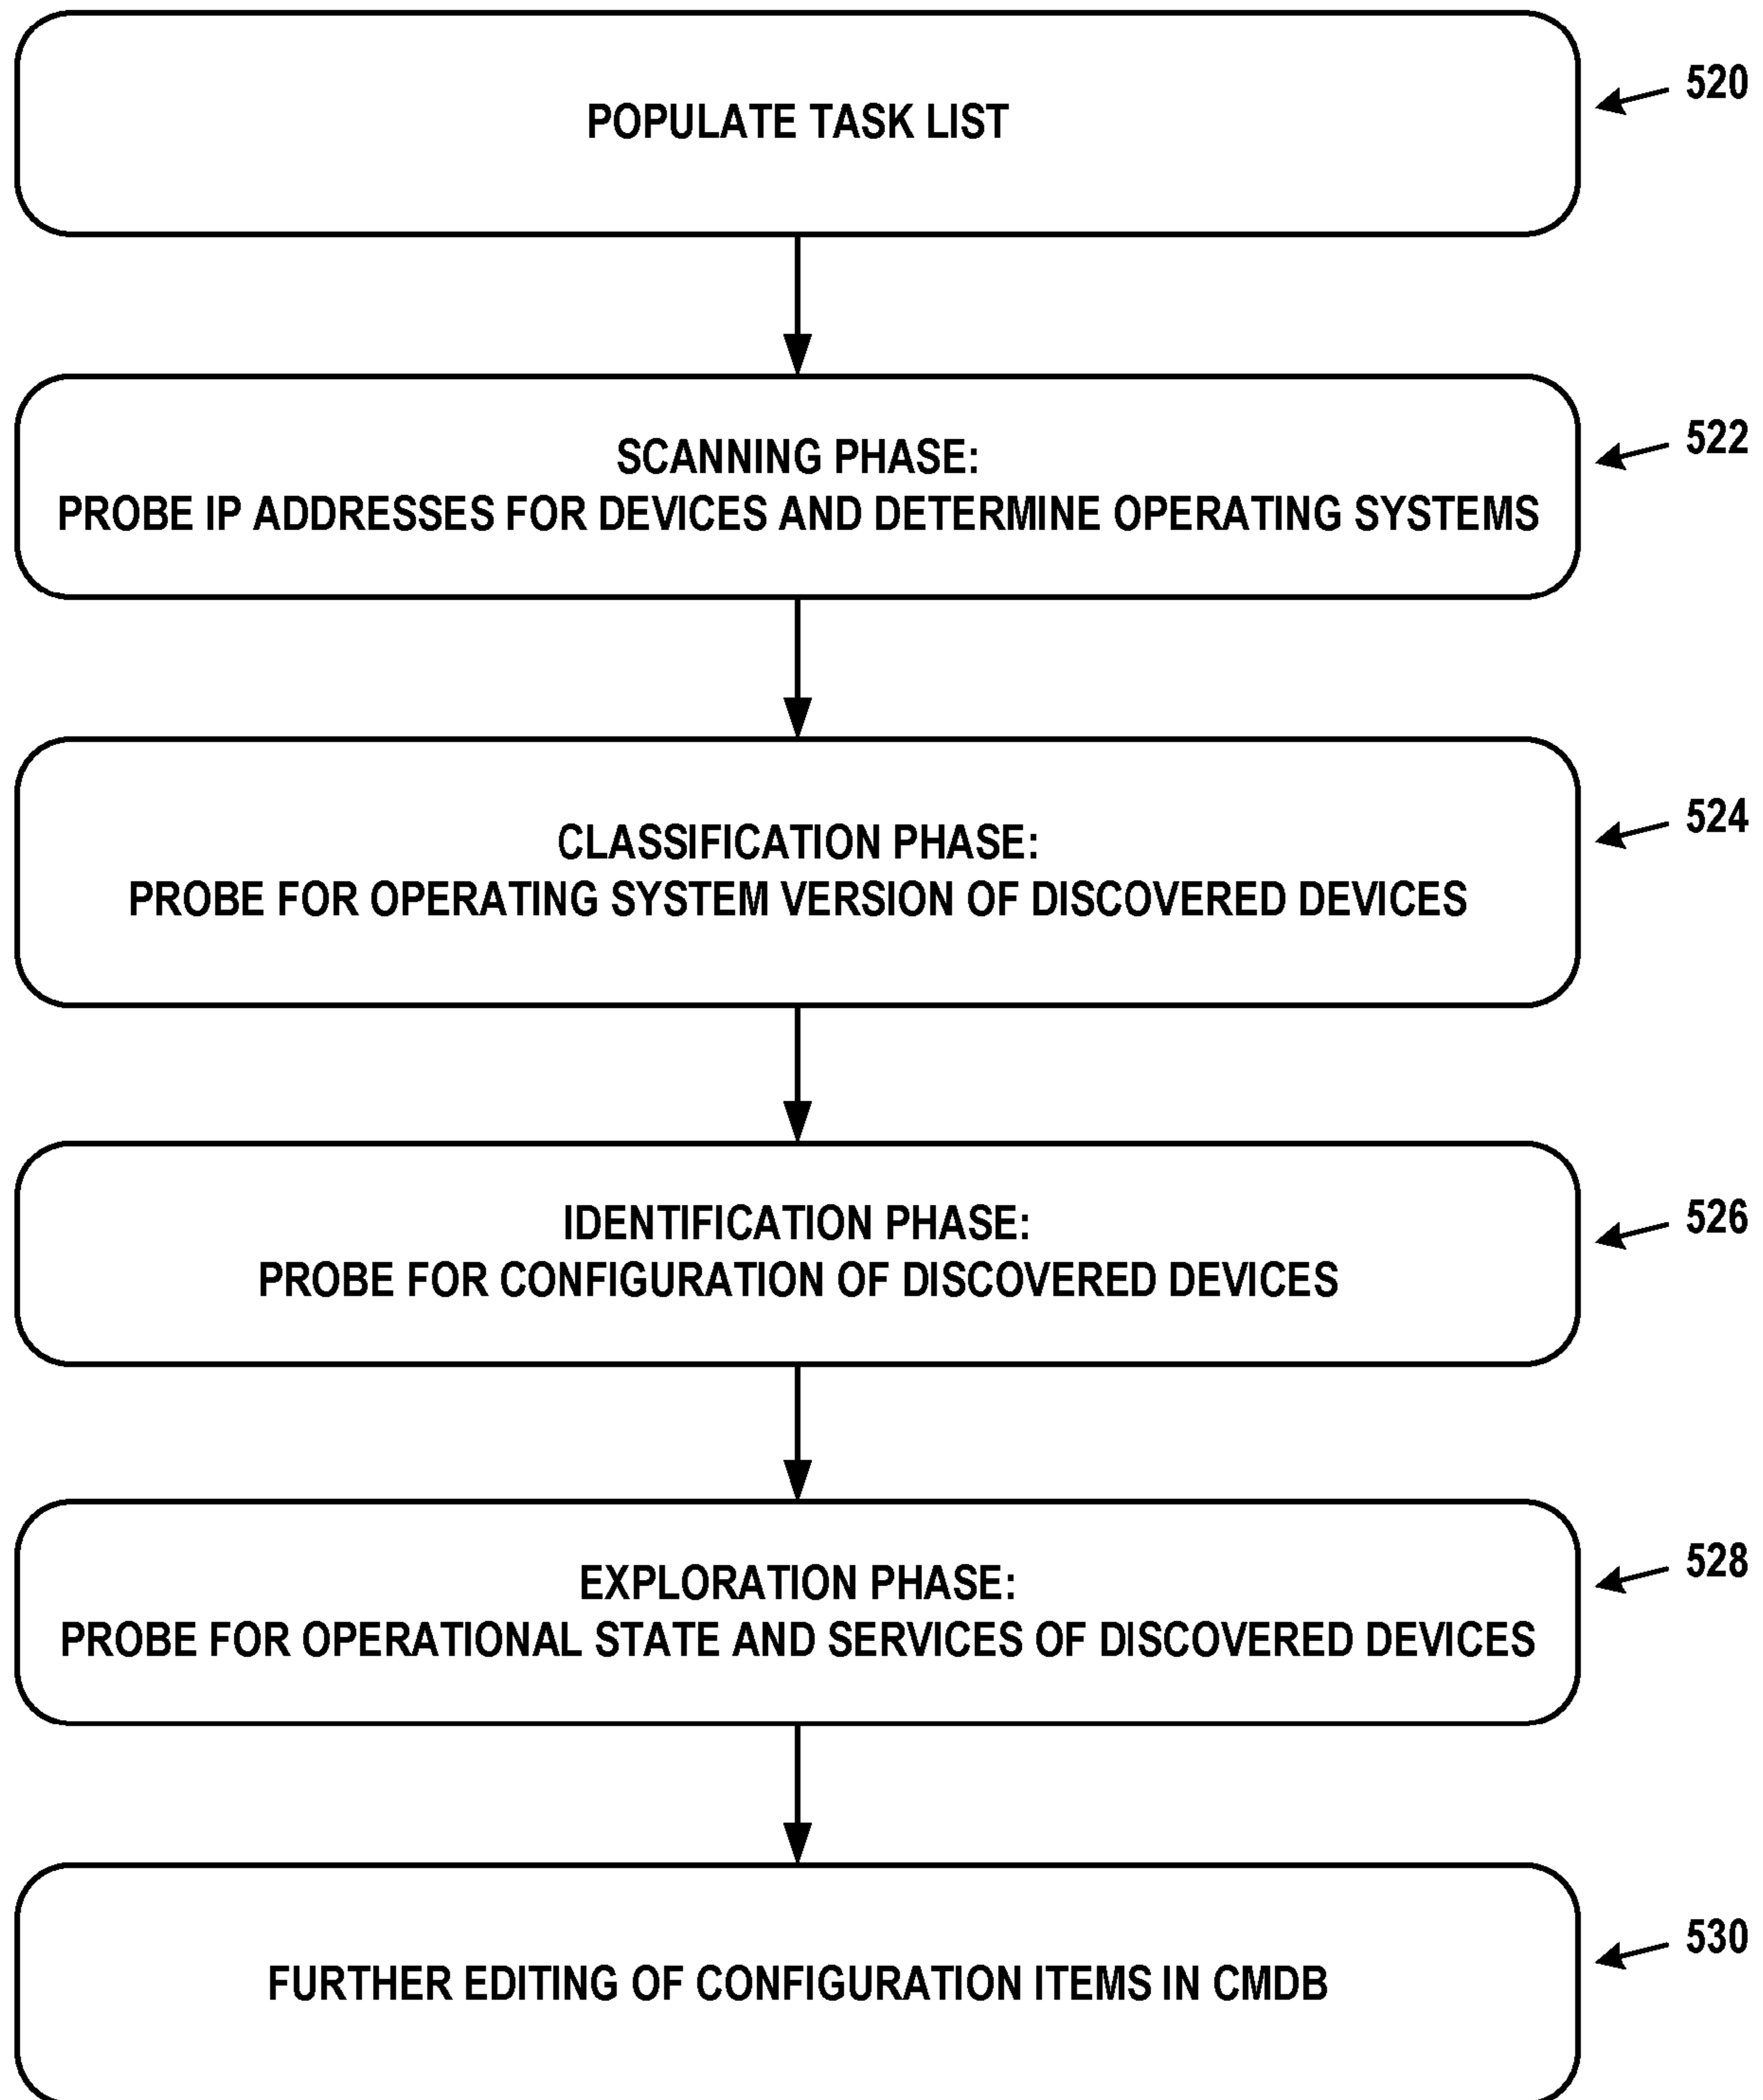 POPULATE TASK LIST
520
SCANNING PHASE:
PROBE IP ADDRESSES FOR DEVICES AND DETERMINE OPERATING SYSTEMS
522
CLASSIFICATION PHASE:
PROBE FOR OPERATING SYSTEM VERSION OF DISCOVERED DEVICES
524
IDENTIFICATION PHASE:
PROBE FOR CONFIGURATION OF DISCOVERED DEVICES
526
EXPLORATION PHASE:
PROBE FOR OPERATIONAL STATE AND SERVICES OF DISCOVERED DEVICES
528
FURTHER EDITING OF CONFIGURATION ITEMS IN CMDB
530